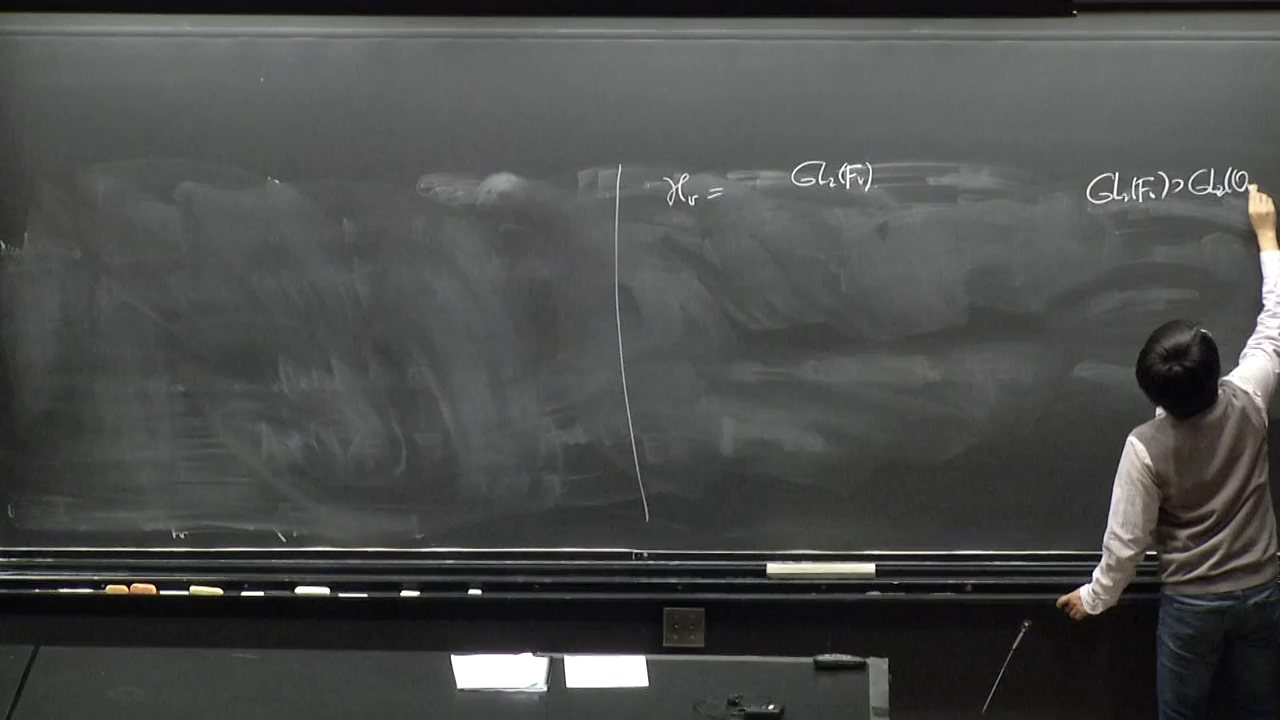 ℋ_v = GL₂(F_v) GL₂(F_v) ⊃ GL₂(O